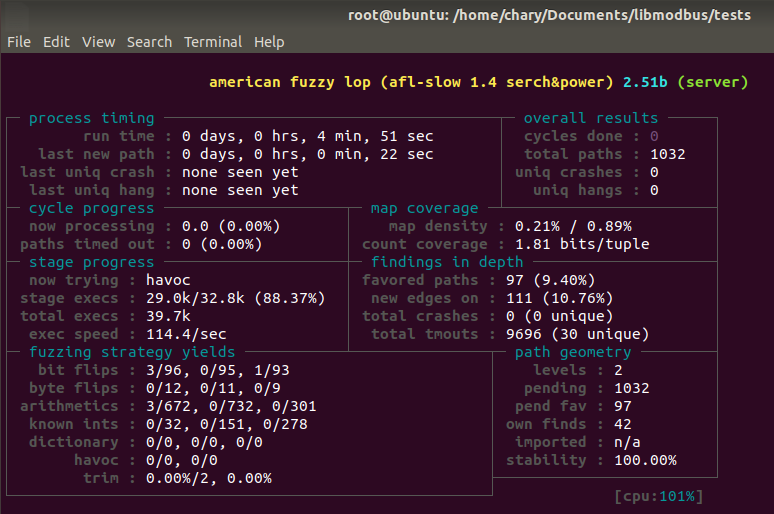 root@ubuntu: /home/chary/Documents/libmodbus/tests
File Edit View Search Terminal Help
american fuzzy lop (afl-slow 1.4 serch&power) 2.51b (server)
process timing overall results
run time : 0 days, 0 hrs, 4 min, 51 sec cycles done : 0
last new path : 0 days, 0 hrs, 0 min, 22 sec total paths : 1032
last uniq crash : none seen yet uniq crashes : 0
last uniq hang : none seen yet uniq hangs : 0
cycle progress map coverage
now processing : 0.0 (0.00%) map density : 0.21% / 0.89%
paths timed out : 0 (0.00%) count coverage : 1.81 bits/tuple
stage progress findings in depth
now trying : havoc favored paths : 97 (9.40%)
stage execs : 29.0k/32.8k (88.37%) new edges on : 111 (10.76%)
total execs : 39.7k total crashes : 0 (0 unique)
exec speed : 114.4/sec total tmouts : 9696 (30 unique)
fuzzing strategy yields path geometry
bit flips : 3/96, 0/95, 1/93 levels : 2
byte flips : 0/12, 0/11, 0/9 pending : 1032
arithmetics : 3/672, 0/732, 0/301 pend fav : 97
known ints : 0/32, 0/151, 0/278 own finds : 42
dictionary : 0/0, 0/0, 0/0 imported : n/a
havoc : 0/0, 0/0 stability : 100.00%
trim : 0.00%/2, 0.00%
[cpu:101%]